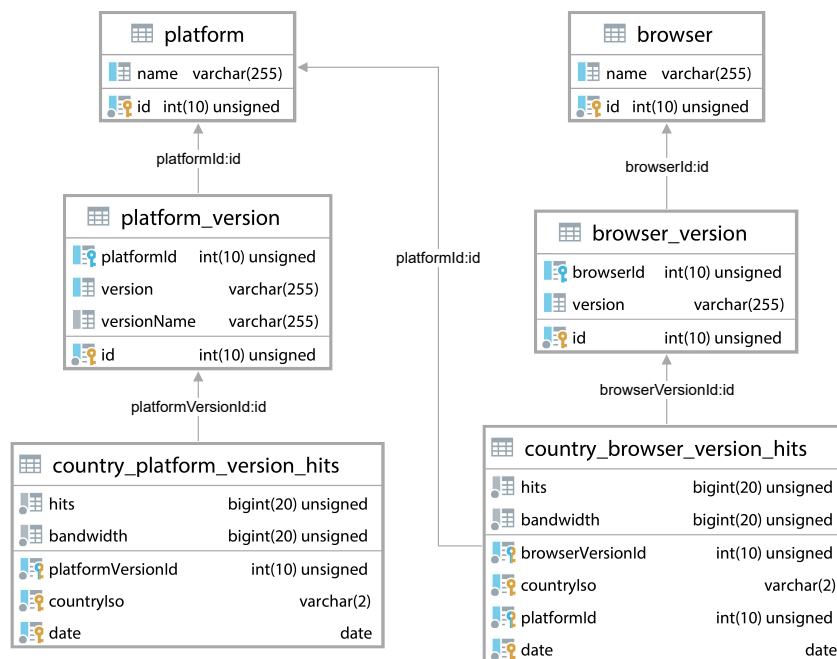 platform
name varchar(255)
id int(10) unsigned
platformId:id
platform_version
platformId int(10) unsigned
version varchar(255)
versionName varchar(255)
id int(10) unsigned
platformVersionId:id
country_platform_version_hits
hits bigint(20) unsigned
bandwidth bigint(20) unsigned
platformVersionId int(10) unsigned
countryIso varchar(2)
date date
platformId:id
browser
name varchar(255)
id int(10) unsigned
browserId:id
browser_version
browserId int(10) unsigned
version varchar(255)
id int(10) unsigned
browserVersionId:id
country_browser_version_hits
hits bigint(20) unsigned
bandwidth bigint(20) unsigned
browserVersionId int(10) unsigned
countryIso varchar(2)
platformId int(10) unsigned
date date